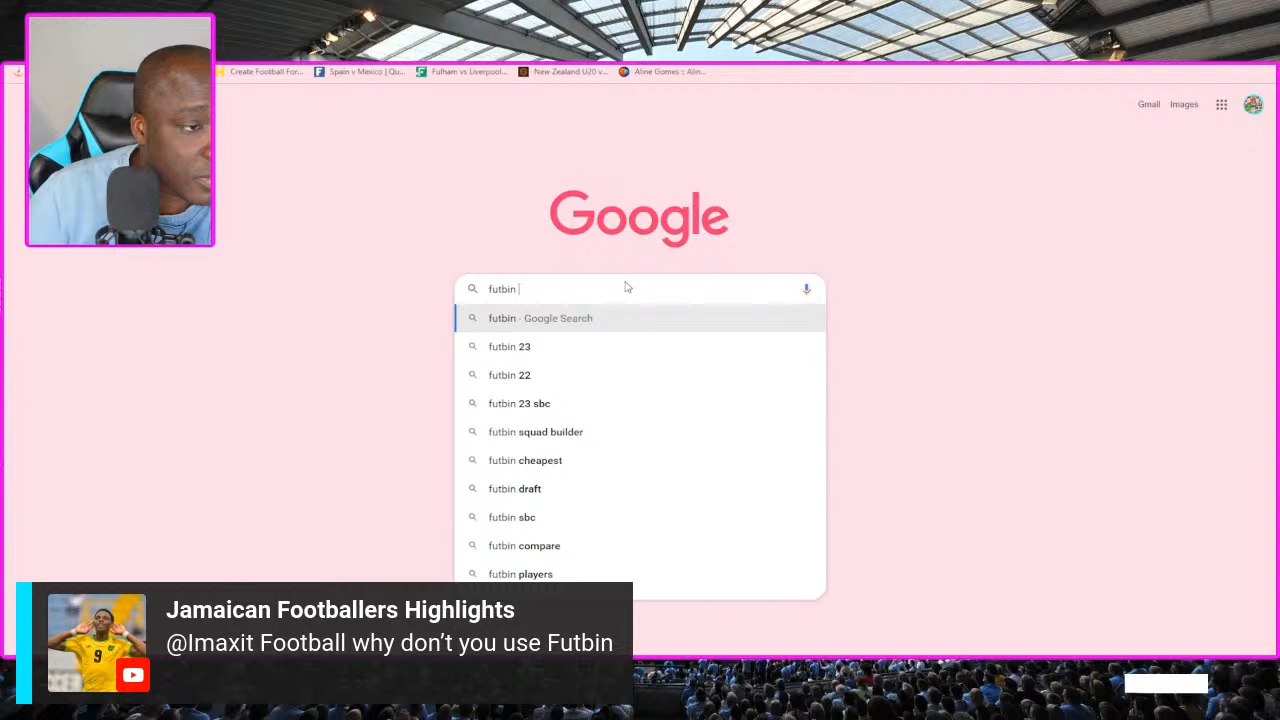 Create Football For...
Spain v Mexico | Qu...
Fulham vs Liverpool...
New Zealand U20 v...
Aline Gomes :: Alin...
Gmail Images
Google
futbin
futbin - Google Search
futbin 23
futbin 22
futbin 23 sbc
futbin squad builder
futbin cheapest
futbin draft
futbin sbc
futbin compare
futbin players
Jamaican Footballers Highlights
@Imaxit Football why don’t you use Futbin
9